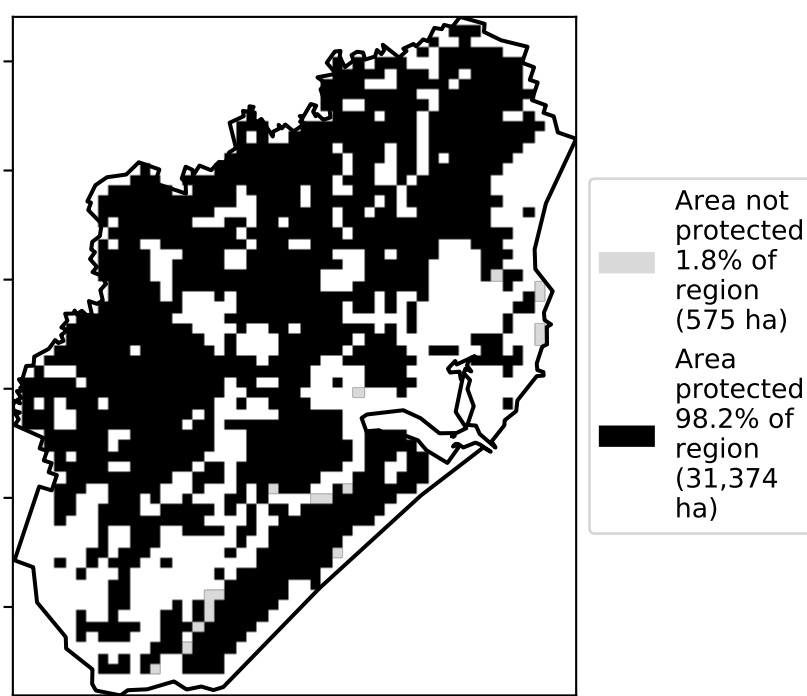 Area not
protected
1.8% of
region
(575 ha)
Area
protected
98.2% of
region
(31,374
ha)